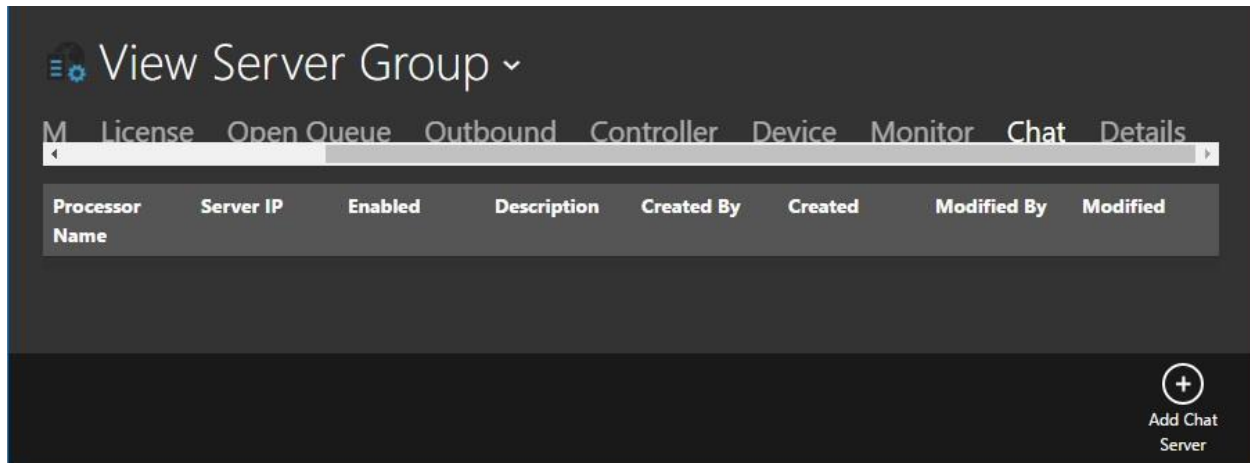 View Server Group
M License Open Queue Outbound Controller Device Monitor Chat Details
Processor Server IP Enabled Description Created By Created Modified By Modified
Name
Add Chat
Server